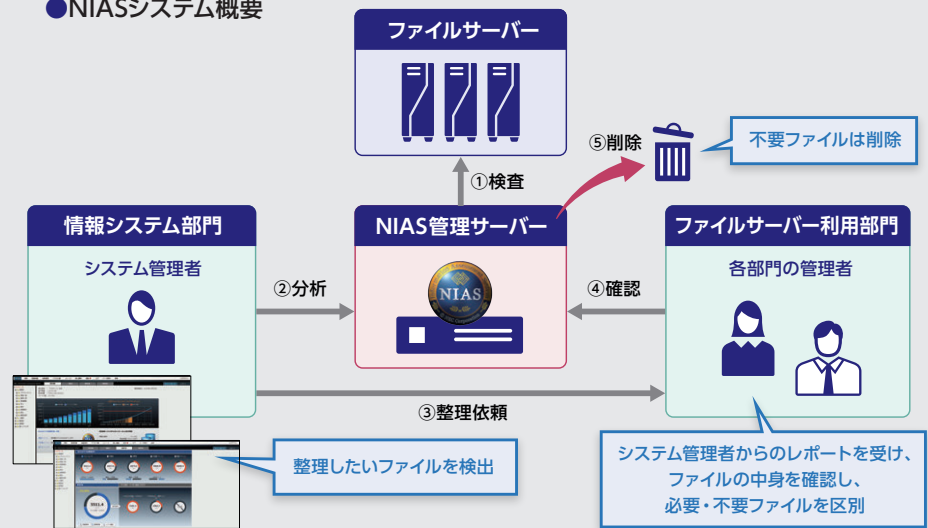 ●NIASシステム概要
ファイルサーバー
⑤削除
不要ファイルは削除
①検査
情報システム部門
NIAS管理サーバー
ファイルサーバー利用部門
システム管理者
各部門の管理者
②分析
NIAS
④確認
③整理依頼
整理したいファイルを検出
システム管理者からのレポートを受け、
ファイルの中身を確認し、
必要・不要ファイルを区別